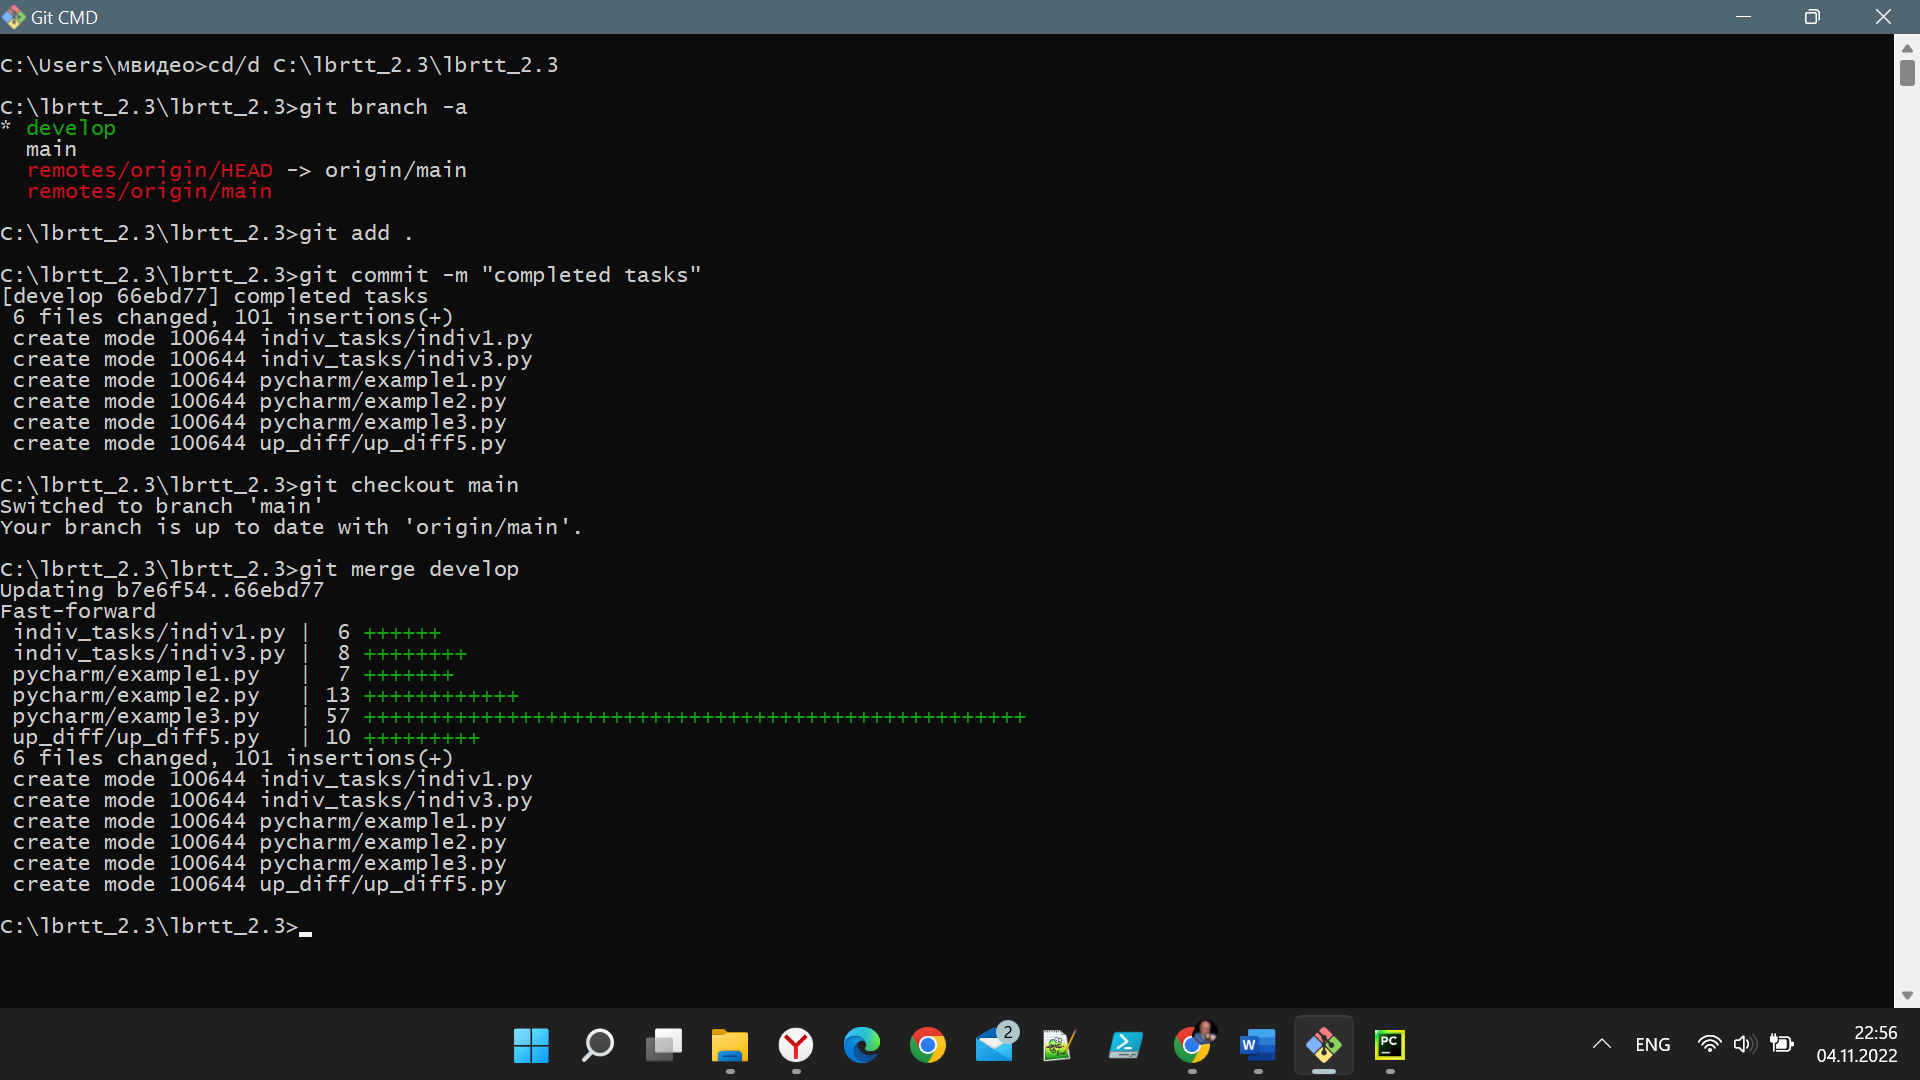 Git CMD
C:\Users\мвидео>cd/d C:\lbrtt_2.3\lbrtt_2.3
C:\lbrtt_2.3\lbrtt_2.3>git branch -a
* develop
  main
  remotes/origin/HEAD -> origin/main
  remotes/origin/main
C:\lbrtt_2.3\lbrtt_2.3>git add .
C:\lbrtt_2.3\lbrtt_2.3>git commit -m "completed tasks"
[develop 66ebd77] completed tasks
 6 files changed, 101 insertions(+)
 create mode 100644 indiv_tasks/indiv1.py
 create mode 100644 indiv_tasks/indiv3.py
 create mode 100644 pycharm/example1.py
 create mode 100644 pycharm/example2.py
 create mode 100644 pycharm/example3.py
 create mode 100644 up_diff/up_diff5.py
C:\lbrtt_2.3\lbrtt_2.3>git checkout main
Switched to branch 'main'
Your branch is up to date with 'origin/main'.
C:\lbrtt_2.3\lbrtt_2.3>git merge develop
Updating b7e6f54..66ebd77
Fast-forward
 indiv_tasks/indiv1.py |  6 ++++++
 indiv_tasks/indiv3.py |  8 ++++++++
 pycharm/example1.py   |  7 +++++++
 pycharm/example2.py   | 13 ++++++++++++
 pycharm/example3.py   | 57 +++++++++++++++++++++++++++++++++++++++++++++++++++
 up_diff/up_diff5.py   | 10 +++++++++
 6 files changed, 101 insertions(+)
 create mode 100644 indiv_tasks/indiv1.py
 create mode 100644 indiv_tasks/indiv3.py
 create mode 100644 pycharm/example1.py
 create mode 100644 pycharm/example2.py
 create mode 100644 pycharm/example3.py
 create mode 100644 up_diff/up_diff5.py
C:\lbrtt_2.3\lbrtt_2.3>
2
W
PC
ENG
22:56
04.11.2022